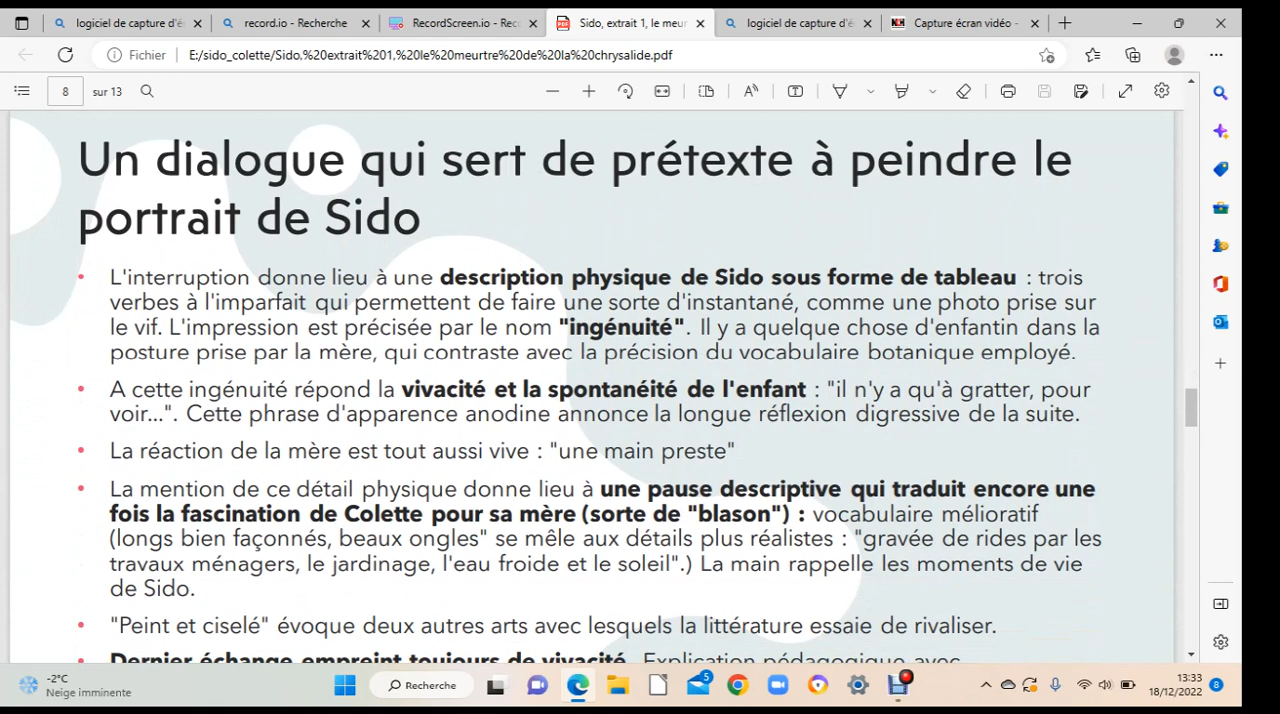 logiciel de capture d'é
record.io - Recherche
RecordScreen.io - Rec
Sido, extrait 1, le meur
logiciel de capture d'é
Capture écran vidéo -
Fichier
E:/sido_colette/Sido,%20extrait%201,%20le%20meurtre%20de%20la%20chrysalide.pdf
8 sur 13
Un dialogue qui sert de prétexte à peindre le
portrait de Sido
• L'interruption donne lieu à une description physique de Sido sous forme de tableau : trois
verbes à l'imparfait qui permettent de faire une sorte d'instantané, comme une photo prise sur
le vif. L'impression est précisée par le nom "ingénuité". Il y a quelque chose d'enfantin dans la
posture prise par la mère, qui contraste avec la précision du vocabulaire botanique employé.
• A cette ingénuité répond la vivacité et la spontanéité de l'enfant : "il n'y a qu'à gratter, pour
voir...". Cette phrase d'apparence anodine annonce la longue réflexion digressive de la suite.
• La réaction de la mère est tout aussi vive : "une main preste"
• La mention de ce détail physique donne lieu à une pause descriptive qui traduit encore une
fois la fascination de Colette pour sa mère (sorte de "blason") : vocabulaire mélioratif
(longs bien façonnés, beaux ongles" se mêle aux détails plus réalistes : "gravée de rides par les
travaux ménagers, le jardinage, l'eau froide et le soleil".) La main rappelle les moments de vie
de Sido.
• "Peint et ciselé" évoque deux autres arts avec lesquels la littérature essaie de rivaliser.
• Dernier échange empreint toujours de vivacité. Explication pédagogique avec
-2°C
Neige imminente
Recherche
5
13:33
18/12/2022
8